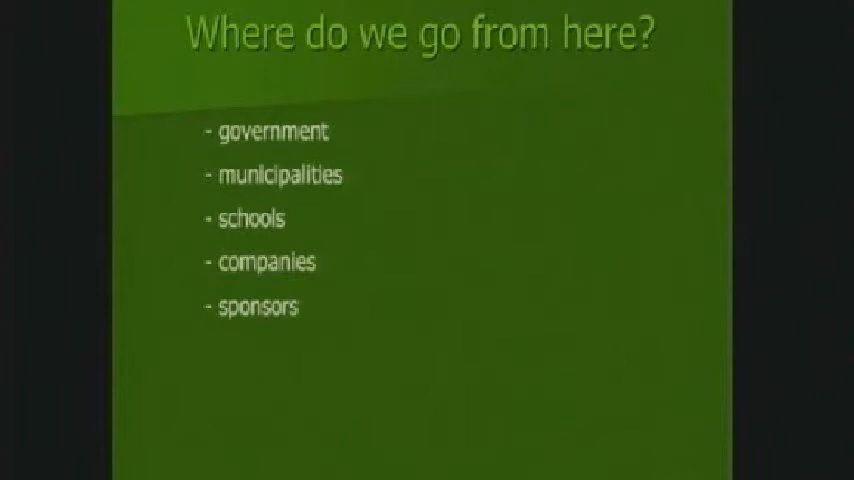 Where do we go from here?
- government
- municipalities
- schools
- companies
- sponsors